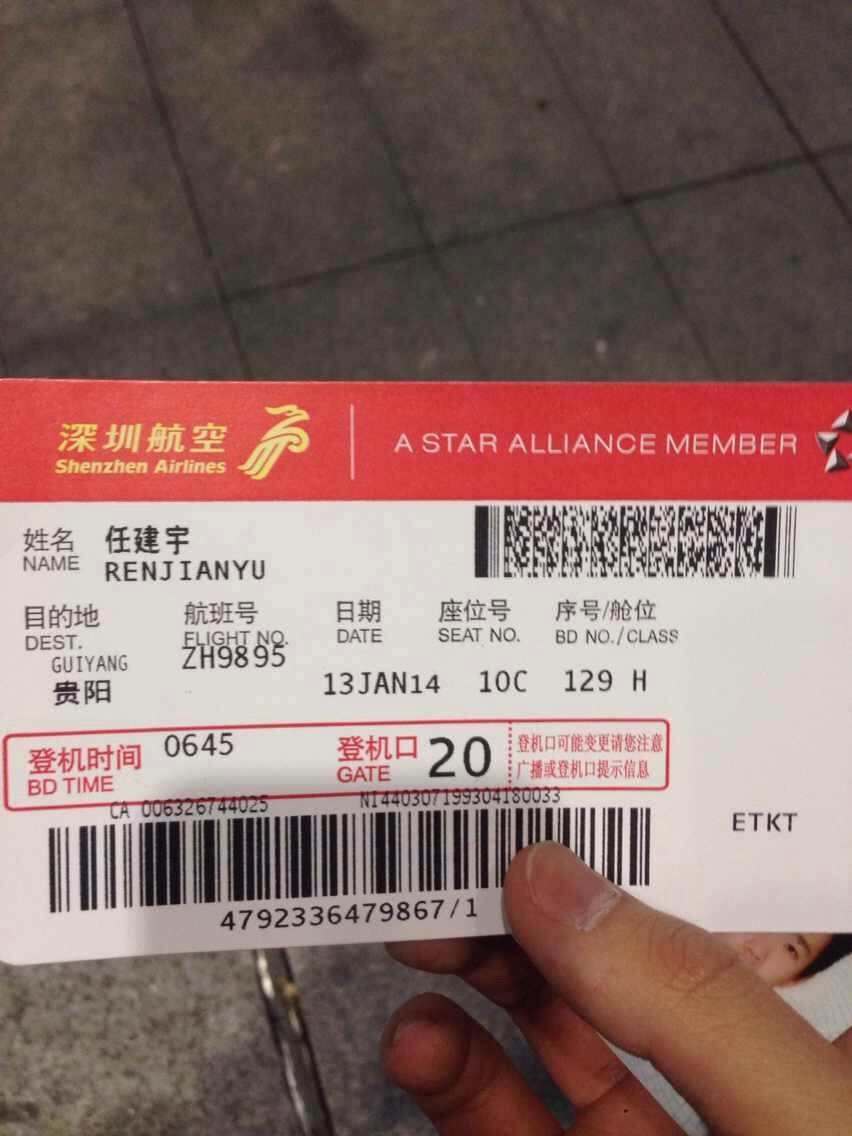 深圳航空
Shenzhen Airlines
A STAR ALLIANCE MEMBER
姓名 任建宇
NAME RENJIANYU
目的地 航班号 日期 座位号 序号/舱位
DEST. FLIGHT NO. DATE SEAT NO. BD NO./CLASS
GUIYANG ZH9895
贵阳 13JAN14 10C 129 H
登机时间 0645 登机口 20 登机口可能变更请您注意
BD TIME GATE 广播或登机口提示信息
CA 006326744025 NI440307199304180033
ETKT
4792336479867/1